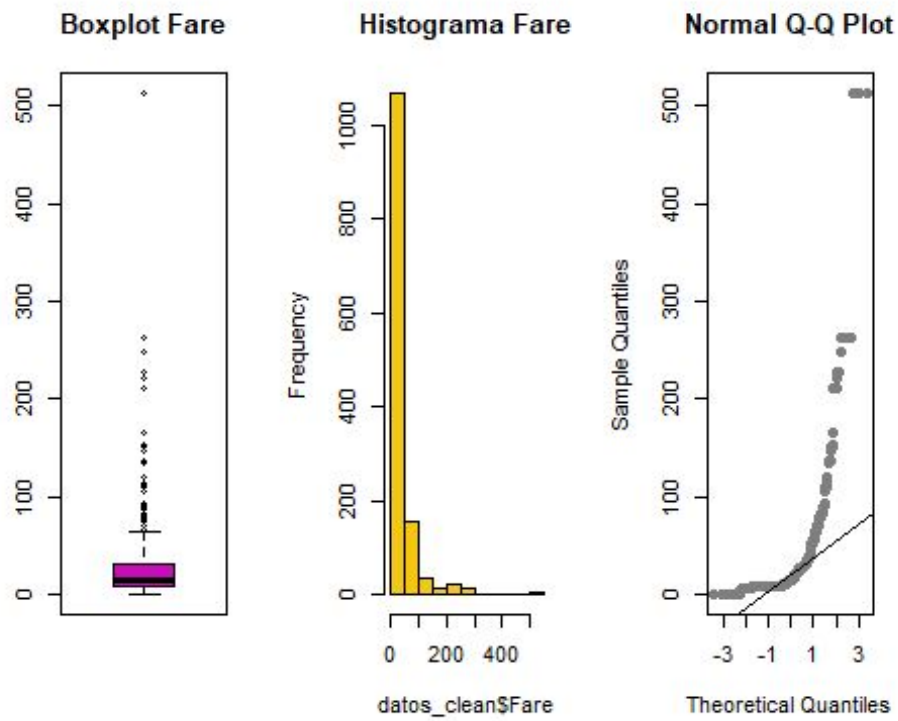 Boxplot Fare
500
400
300
200
100
0
Histograma Fare
1000
800
600
400
200
0
Frequency
0 200 400
datos_clean$Fare
Normal Q-Q Plot
500
400
300
200
100
0
Sample Quantiles
-3 -1 1 3
Theoretical Quantiles